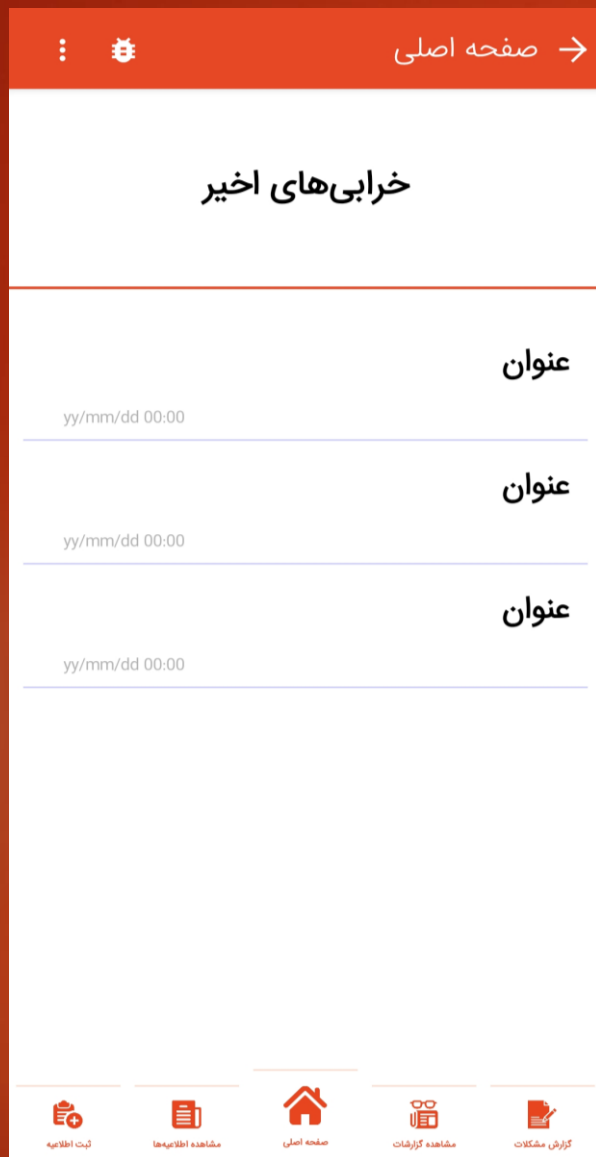 صفحه اصلی
خرابی‌های اخیر
عنوان
yy/mm/dd 00:00
عنوان
yy/mm/dd 00:00
عنوان
yy/mm/dd 00:00
گزارش مشکلات
مشاهده گزارشات
صفحه اصلی
مشاهده اطلاعیه‌ها
ثبت اطلاعیه